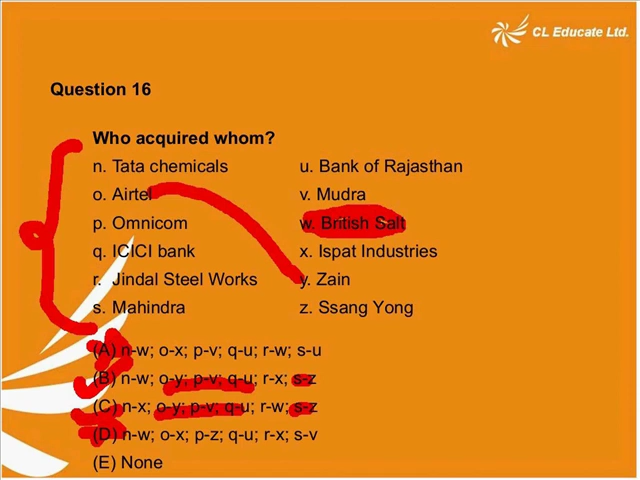 CL Educate Ltd.
Question 16
Who acquired whom?
n. Tata chemicals u. Bank of Rajasthan
o. Airtel v. Mudra
p. Omnicom w. British Salt
q. ICICI bank x. Ispat Industries
r. Jindal Steel Works y. Zain
s. Mahindra z. Ssang Yong
(A) n-w; o-x; p-v; q-u; r-w; s-u
(B) n-w; o-y; p-v; q-u; r-x; s-z
(C) n-x; o-y; p-v; q-u; r-w; s-z
(D) n-w; o-x; p-z; q-u; r-x; s-v
(E) None